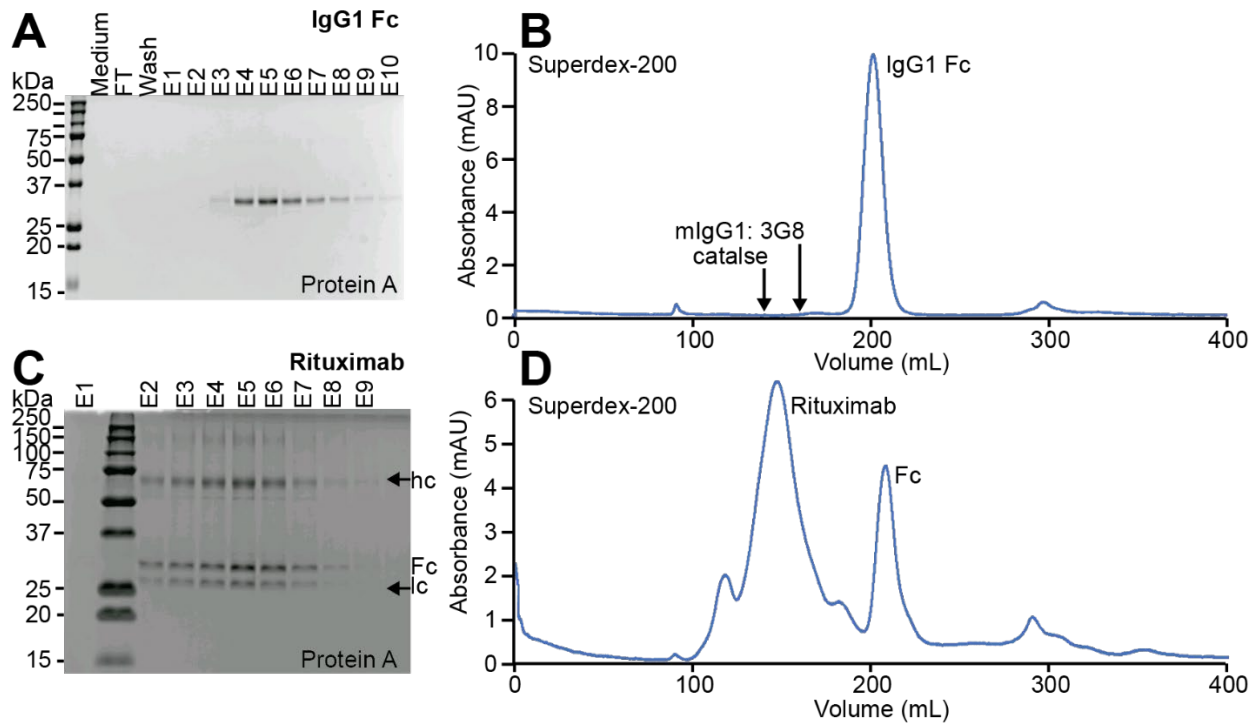 A
IgG1 Fc
Medium
FT
Wash
E1
E2
E3
E4
E5
E6
E7
E8
E9
E10
kDa
250
75
50
37
25
20
15
Protein A
B
Superdex-200
IgG1 Fc
mIgG1: 3G8
catalse
Absorbance (mAU)
10
8
6
4
2
0
0
100
200
300
400
Volume (mL)
C
Rituximab
E1
E2
E3
E4
E5
E6
E7
E8
E9
kDa
250
150
100
75
50
37
25
20
15
hc
Fc
lc
Protein A
D
Superdex-200
Rituximab
Fc
Absorbance (mAU)
6
5
4
3
2
1
0
0
100
200
300
400
Volume (mL)